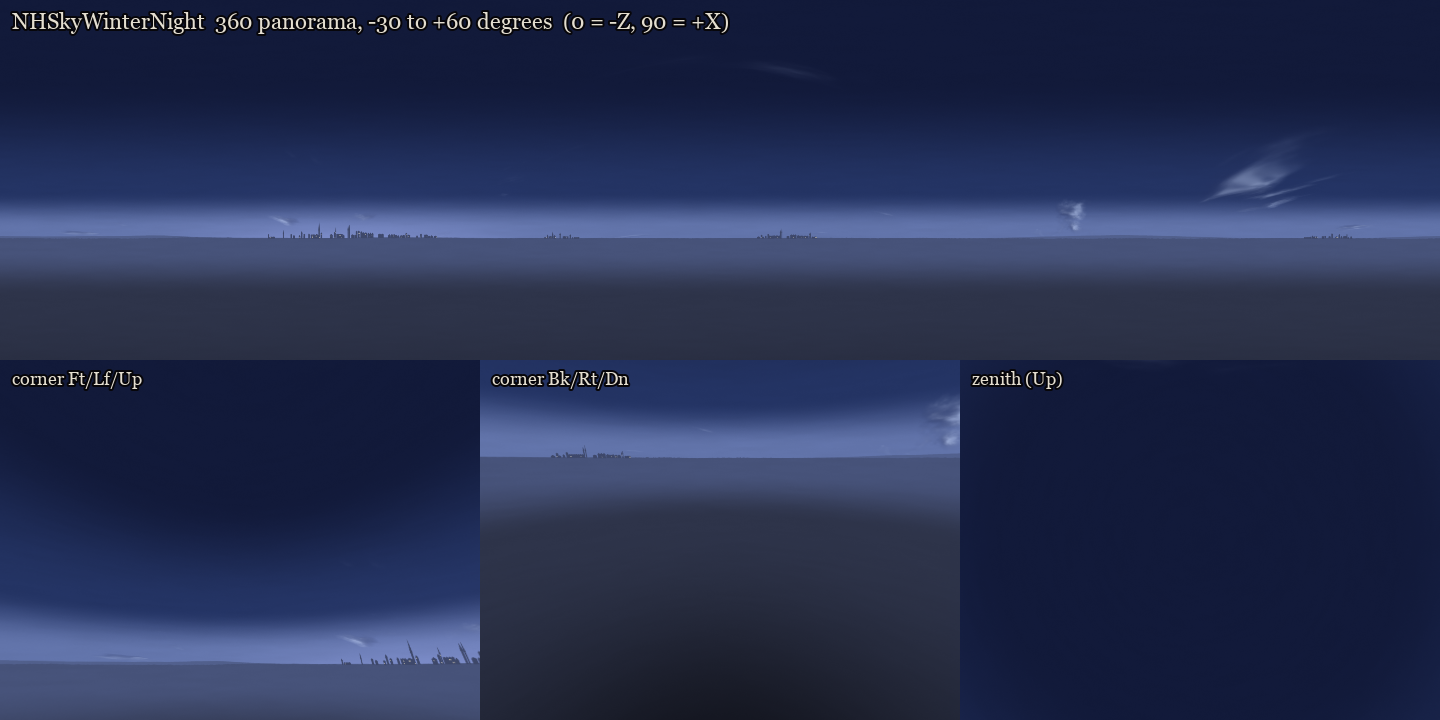 NHSkyWinterNight  360 panorama, -30 to +60 degrees  (0 = -Z, 90 = +X)
corner Ft/Lf/Up
corner Bk/Rt/Dn
zenith (Up)